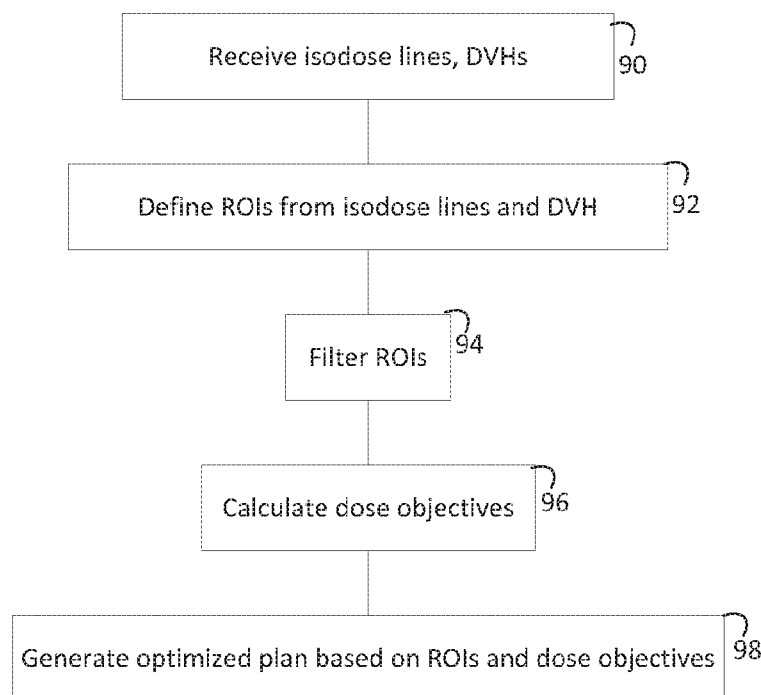 Receive isodose lines, DVHs
90
Define ROIs from isodose lines and DVH
92
Filter ROIs
94
Calculate dose objectives
96
Generate optimized plan based on ROIs and dose objectives
98